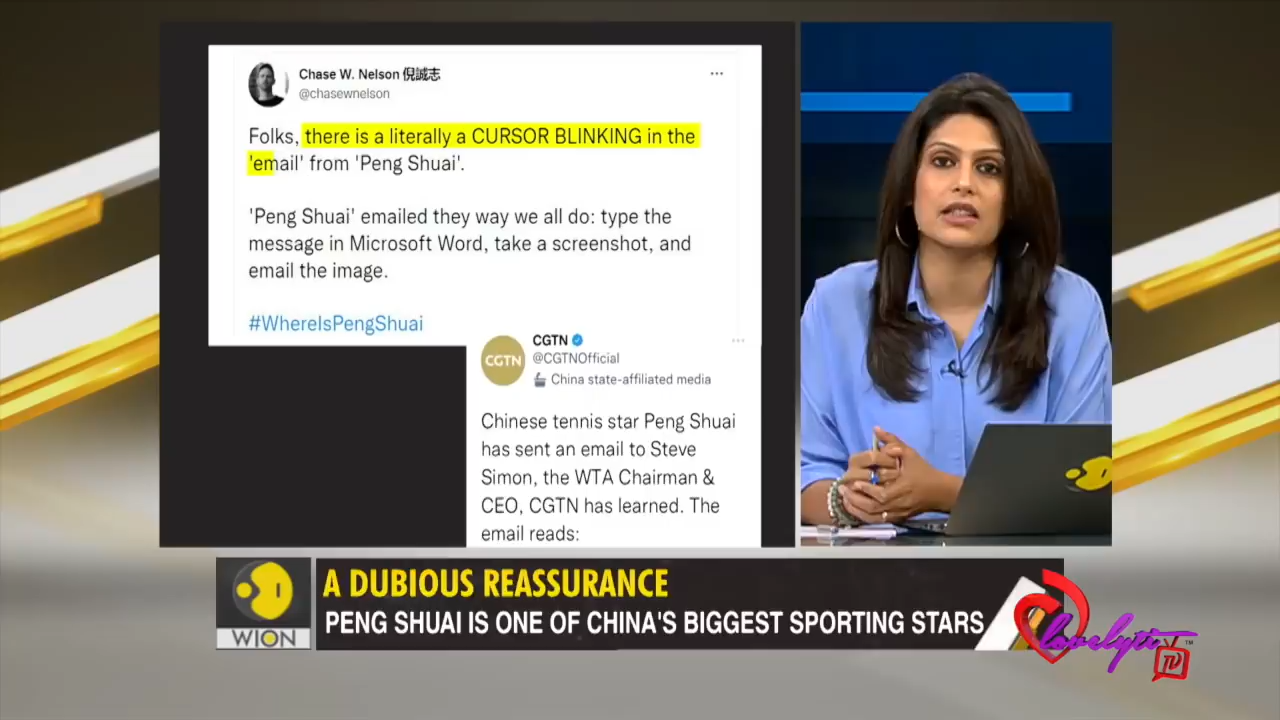 Chase W. Nelson 倪誠志
@chasewnelson
Folks, there is a literally a CURSOR BLINKING in the
'email' from 'Peng Shuai'.
'Peng Shuai' emailed they way we all do: type the
message in Microsoft Word, take a screenshot, and
email the image.
#WhereIsPengShuai
CGTN
CGTN
@CGTNOfficial
China state-affiliated media
Chinese tennis star Peng Shuai
has sent an email to Steve
Simon, the WTA Chairman &
CEO, CGTN has learned. The
email reads:
A DUBIOUS REASSURANCE
PENG SHUAI IS ONE OF CHINA'S BIGGEST SPORTING STARS
WION
lovelyti
TV
™